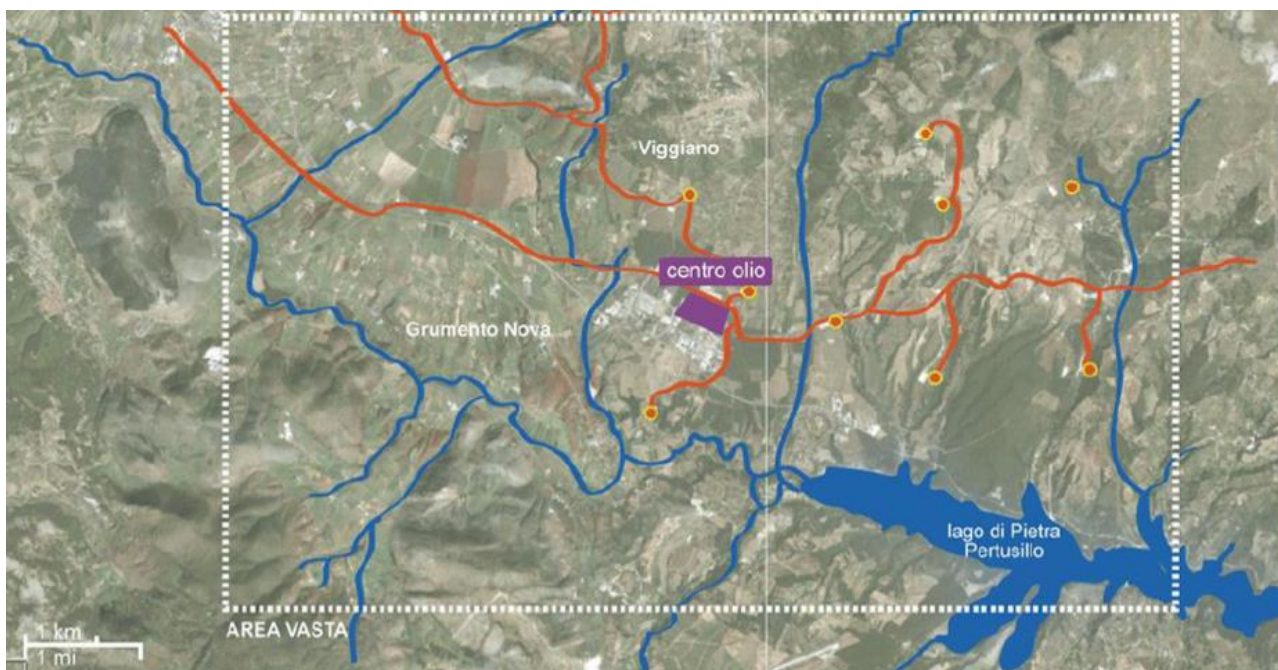 Viggiano
centro olio
Grumento Nova
lago di Pietra
Pertusillo
AREA VASTA
1 km
1 mi